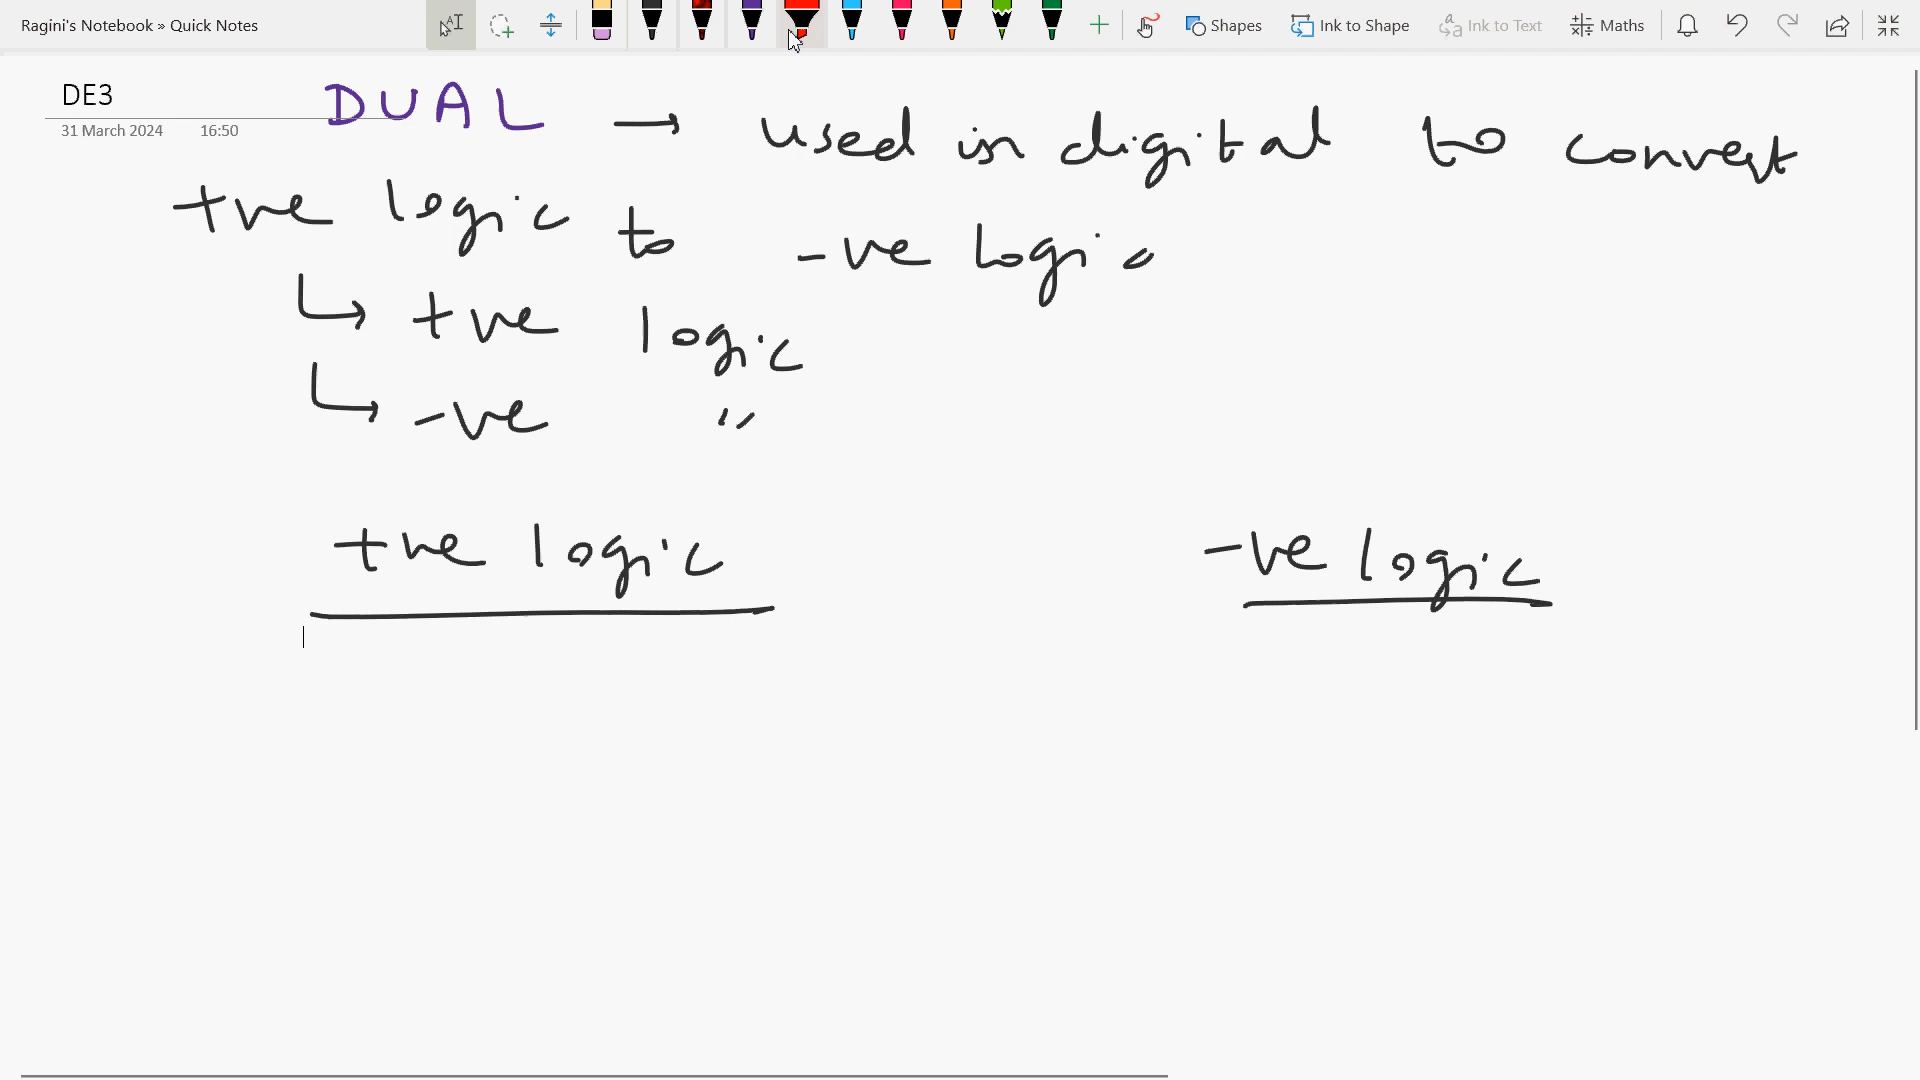 Ragini's Notebook » Quick Notes Shapes Ink to Shape Ink to Text Maths
DE3
31 March 2024 16:50
DUAL → used in digital to convert
+ve logic to -ve logic
↳ +ve logic
↳ -ve "
+ve logic -ve logic